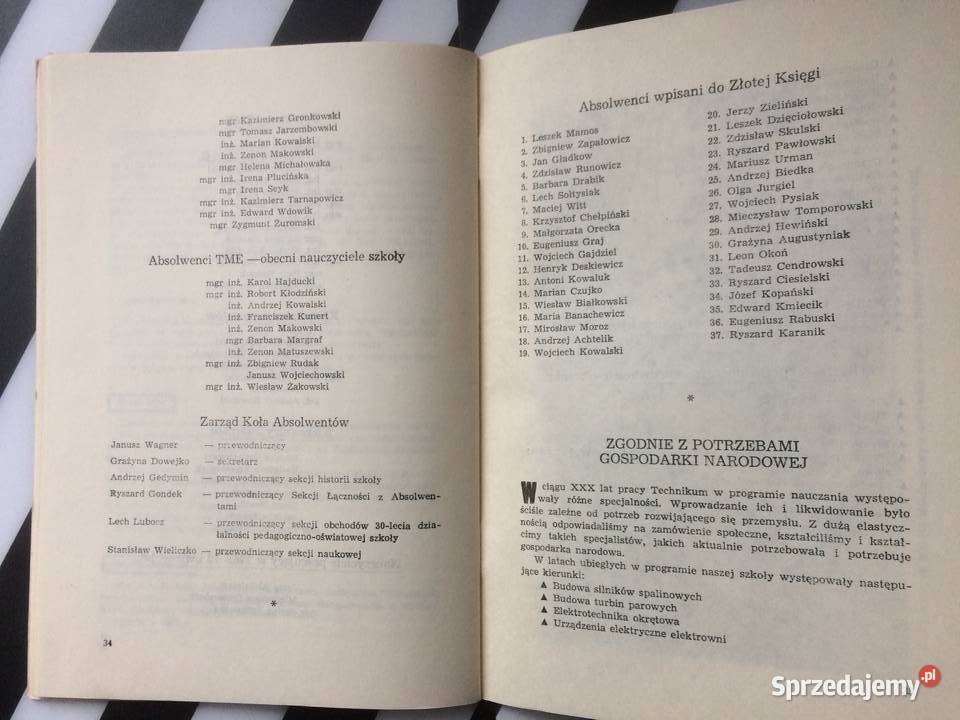 mgr Kazimierz Gronkowski
mgr Tomasz Jarzembowski
inż. Marian Kowalski
inż. Zenon Makowski
mgr Helena Michałowska
mgr inż. Irena Plucińska
mgr Irena Seyk
mgr inż. Kazimierz Tarnapowicz
mgr inż. Edward Wdowik
mgr Zygmunt Żuromski
Absolwenci TME — obecni nauczyciele szkoły
mgr inż. Karol Hajducki
mgr inż. Robert Kłodziński
inż. Andrzej Kowalski
inż. Franciszek Kunert
inż. Zenon Makowski
mgr Barbara Margraf
inż. Zenon Matuszewski
mgr inż. Zbigniew Rudak
Janusz Wojciechowski
mgr inż. Wiesław Żakowski
Zarząd Koła Absolwentów
Janusz Wagner — przewodniczący
Grażyna Dowejko — sekretarz
Andrzej Gedymin — przewodniczący sekcji historii szkoły
Ryszard Gondek — przewodniczący Sekcji Łączności z Absolwen-
tami
Lech Lubocz — przewodniczący sekcji obchodów 30-lecia dzia-
łalności pedagogiczno-oświatowej szkoły
Stanisław Wieliczko — przewodniczący sekcji naukowej
*
34
Absolwenci wpisani do Złotej Księgi
1. Leszek Mamos
2. Zbigniew Zapałowicz
3. Jan Gładkow
4. Zdzisław Runowicz
5. Barbara Drabik
6. Lech Sołtysiak
7. Maciej Witt
8. Krzysztof Chełpiński
9. Małgorzata Orecka
10. Eugeniusz Graj
11. Wojciech Gajdziel
12. Henryk Deskiewicz
13. Antoni Kowaluk
14. Marian Czujko
15. Wiesław Białkowski
16. Maria Banachewicz
17. Mirosław Moroz
18. Andrzej Achtelik
19. Wojciech Kowalski
20. Jerzy Zieliński
21. Leszek Dzięciołowski
22. Zdzisław Skulski
23. Ryszard Pawłowski
24. Mariusz Urman
25. Andrzej Biedka
26. Olga Jurgiel
27. Wojciech Pysiak
28. Mieczysław Tomporowski
29. Andrzej Hewiński
30. Grażyna Augustyniak
31. Leon Okoń
32. Tadeusz Cendrowski
33. Ryszard Ciesielski
34. Józef Kopański
35. Edward Kmiecik
36. Eugeniusz Rabuski
37. Ryszard Karanik
*
ZGODNIE Z POTRZEBAMI
GOSPODARKI NARODOWEJ
W ciągu XXX lat pracy Technikum w programie nauczania występo-
wały różne specjalności. Wprowadzanie ich i likwidowanie było
ściśle zależne od potrzeb rozwijającego się przemysłu. Z dużą elastycz-
nością odpowiadaliśmy na zamówienie społeczne, kształciliśmy i kształ-
cimy takich specjalistów, jakich aktualnie potrzebowała i potrzebuje
gospodarka narodowa.
W latach ubiegłych w programie naszej szkoły występowały następu-
jące kierunki:
▲ Budowa silników spalinowych
▲ Budowa turbin parowych
▲ Elektrotechnika okrętowa
▲ Urządzenia elektryczne elektrowni
Sprzedajemy.pl